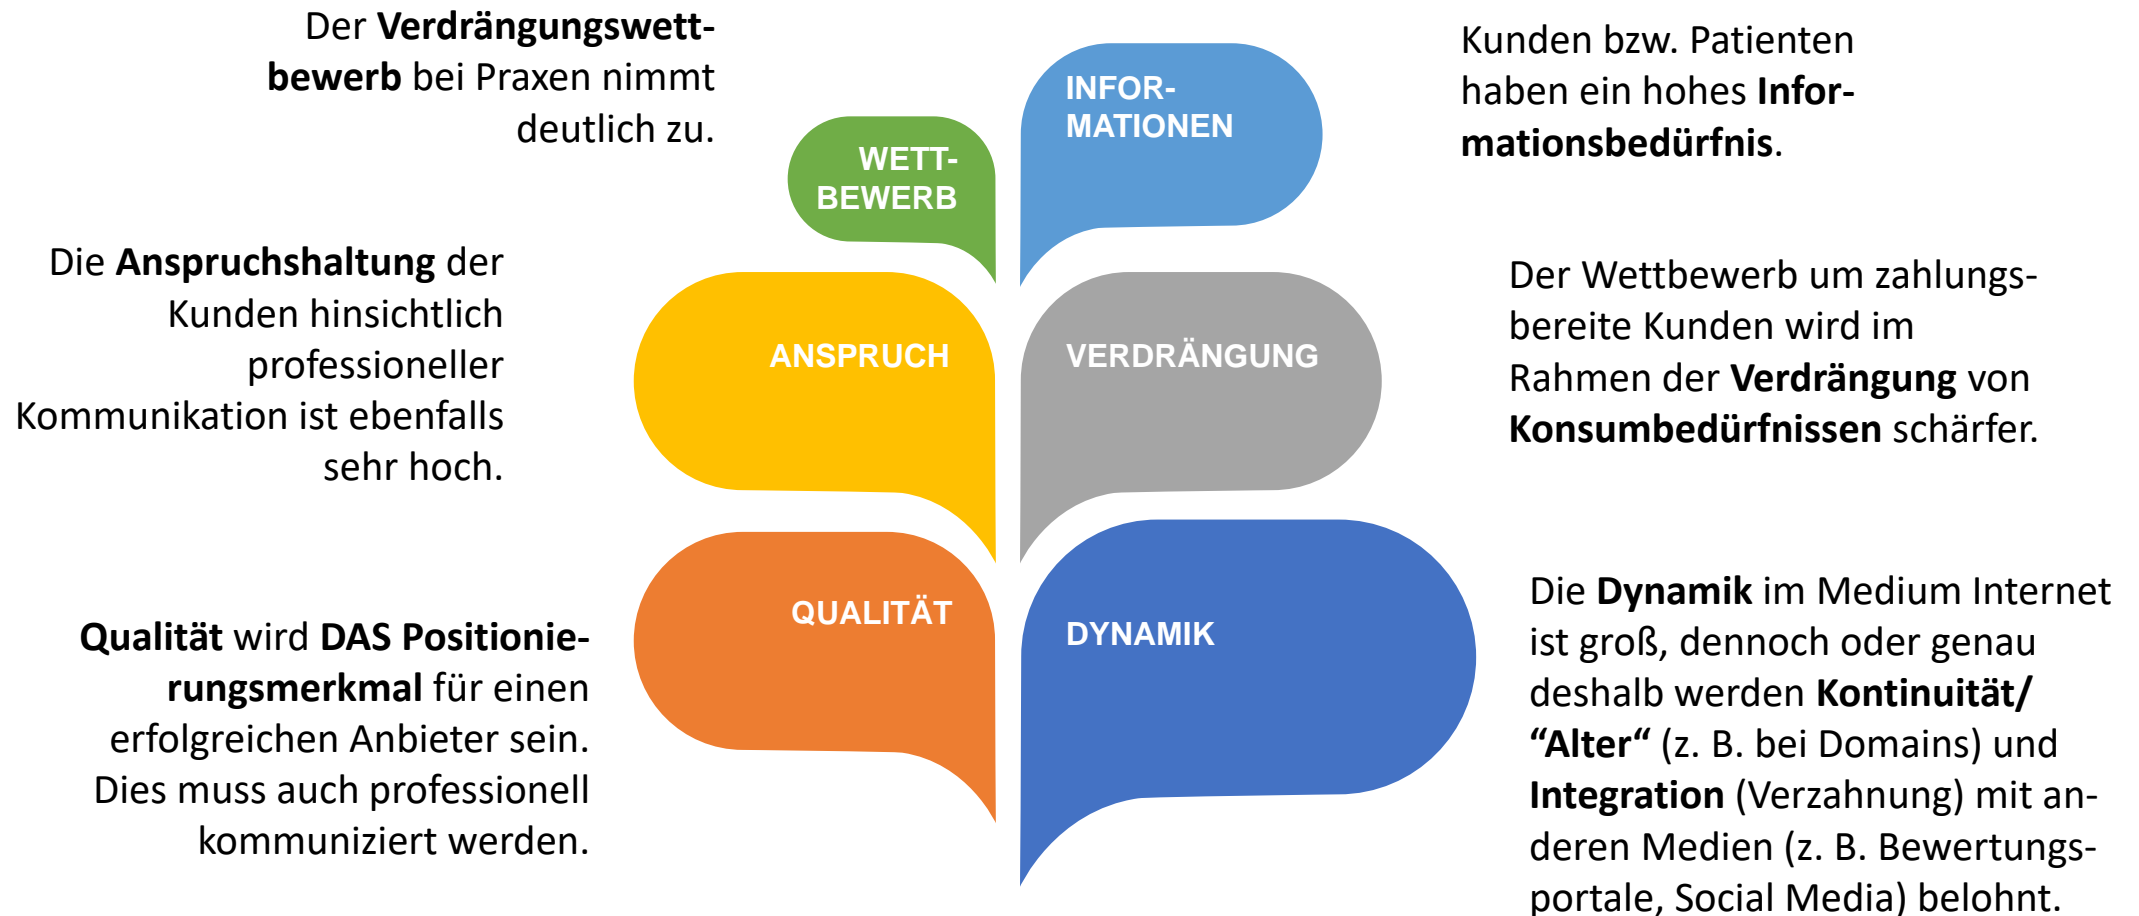 Der Verdrängungswett-
bewerb bei Praxen nimmt
deutlich zu.
WETT-
BEWERB
INFOR-
MATIONEN
Kunden bzw. Patienten
haben ein hohes Infor-
mationsbedürfnis.
Die Anspruchshaltung der
Kunden hinsichtlich
professioneller
Kommunikation ist ebenfalls
sehr hoch.
ANSPRUCH
VERDRÄNGUNG
Der Wettbewerb um zahlungs-
bereite Kunden wird im
Rahmen der Verdrängung von
Konsumbedürfnissen schärfer.
Qualität wird DAS Positionie-
rungsmerkmal für einen
erfolgreichen Anbieter sein.
Dies muss auch professionell
kommuniziert werden.
QUALITÄT
DYNAMIK
Die Dynamik im Medium Internet
ist groß, dennoch oder genau
deshalb werden Kontinuität/
“Alter“ (z. B. bei Domains) und
Integration (Verzahnung) mit an-
deren Medien (z. B. Bewertungs-
portale, Social Media) belohnt.